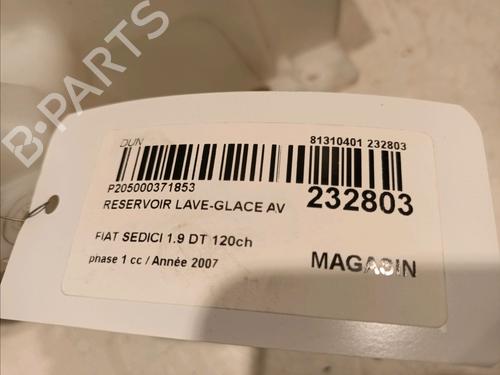 B-PARTS
DUN
81310401 232803
P205000371853
232803
RESERVOIR LAVE-GLACE AV
FIAT SEDICI 1.9 DT 120ch
phase 1 cc / Année 2007
MAGASIN